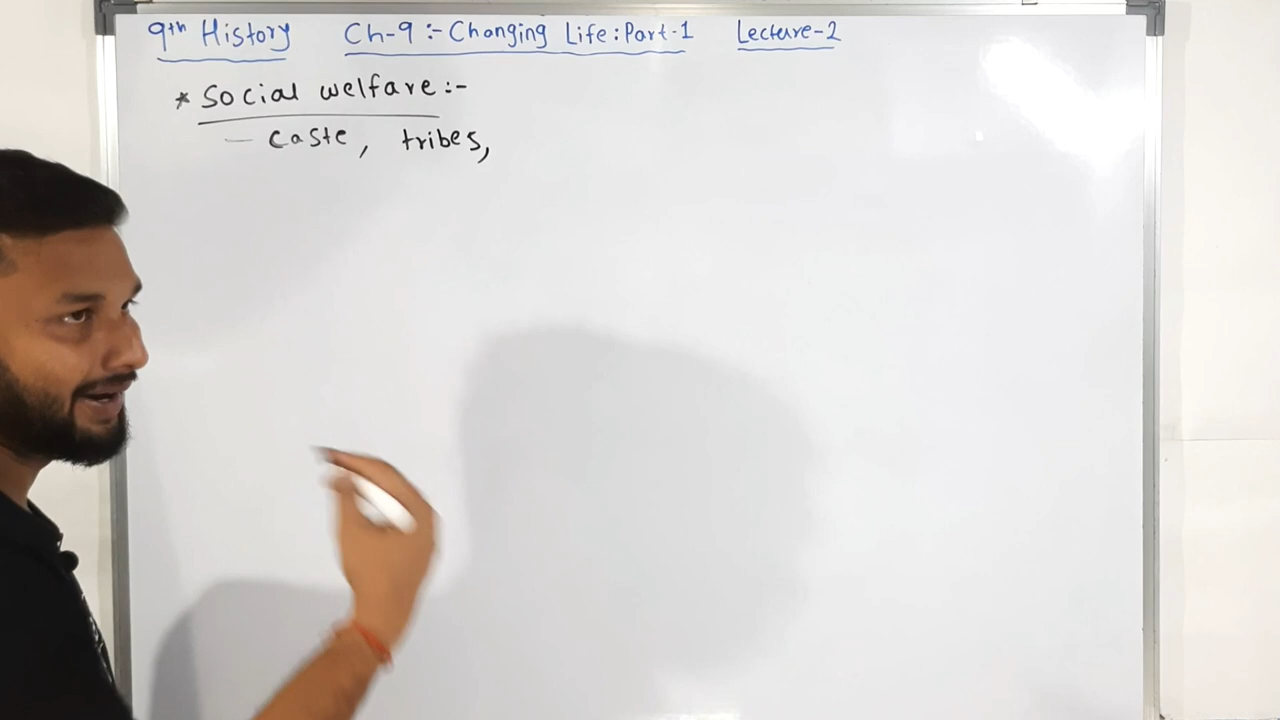 9th History Ch-9 :- Changing Life : Part-1 Lecture-2
* Social welfare :-
- caste, tribes,